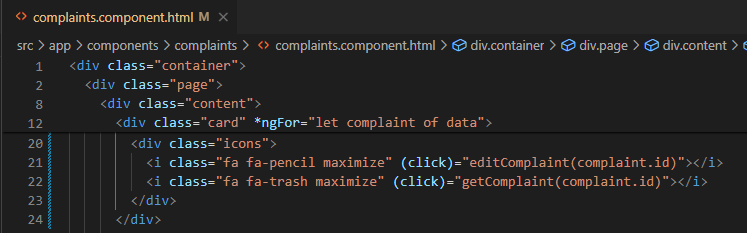 complaints.component.html M
src > app > components > complaints > complaints.component.html > div.container > div.page > div.content >
1 <div class="container">
2 <div class="page">
8 <div class="content">
12 <div class="card" *ngFor="let complaint of data">
20 <div class="icons">
21 <i class="fa fa-pencil maximize" (click)="editComplaint(complaint.id)"></i>
22 <i class="fa fa-trash maximize" (click)="getComplaint(complaint.id)"></i>
23 </div>
24 </div>